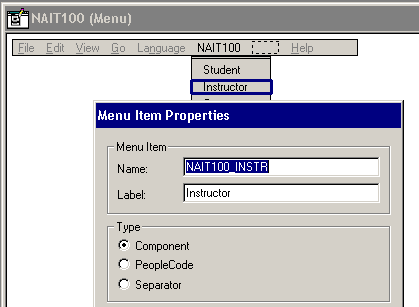 NAIT100 (Menu)
File Edit View Go Language NAIT100 Help
Student
Instructor
Menu Item Properties
Menu Item
Name: NAIT100_INSTR
Label: Instructor
Type
Component
PeopleCode
Separator